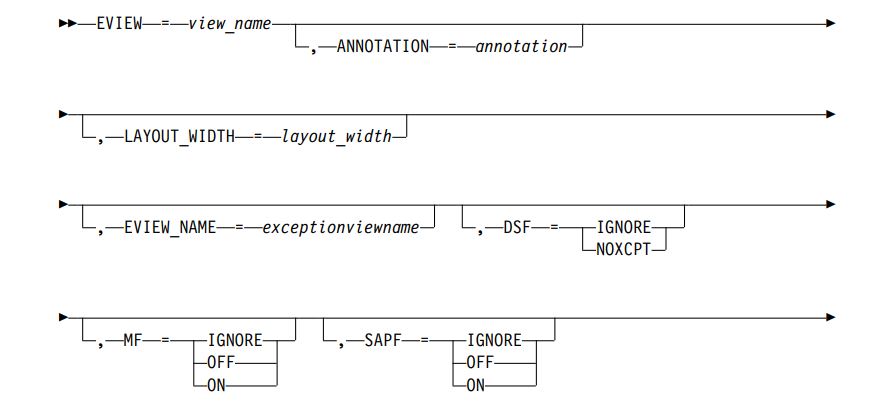 EVIEW = view_name
, ANNOTATION = annotation
, LAYOUT_WIDTH = layout_width
, EVIEW_NAME = exceptionviewname , DSF = IGNORE
NOXCPT
, MF = IGNORE , SAPF = IGNORE
OFF OFF
ON ON